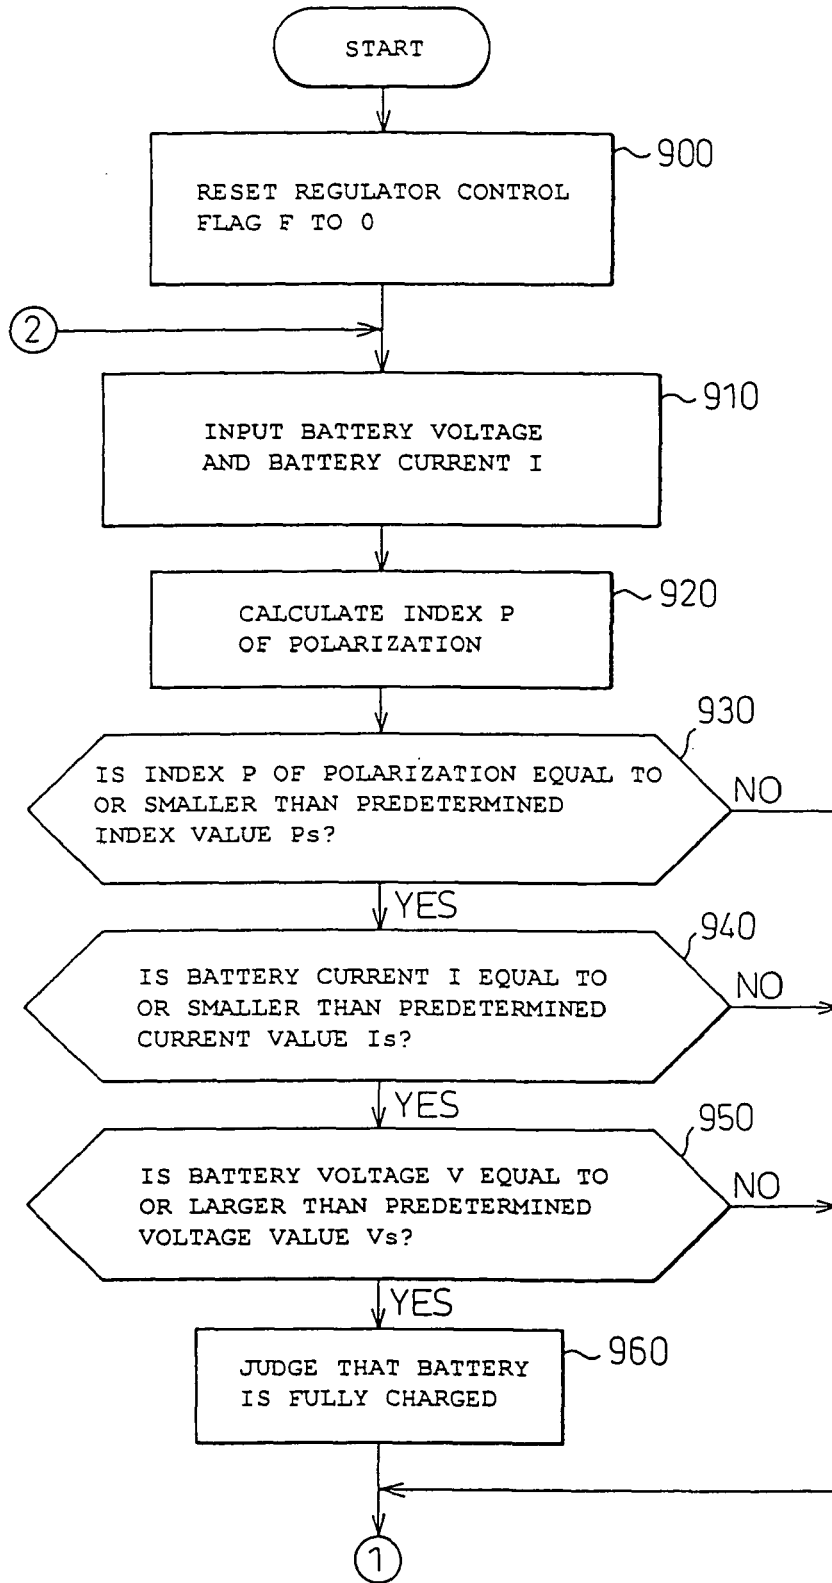 START
900
RESET REGULATOR CONTROL
FLAG F TO 0
2
910
INPUT BATTERY VOLTAGE
AND BATTERY CURRENT I
920
CALCULATE INDEX P
OF POLARIZATION
930
IS INDEX P OF POLARIZATION EQUAL TO
OR SMALLER THAN PREDETERMINED
INDEX VALUE Ps?
NO
YES
940
IS BATTERY CURRENT I EQUAL TO
OR SMALLER THAN PREDETERMINED
CURRENT VALUE Is?
NO
YES
950
IS BATTERY VOLTAGE V EQUAL TO
OR LARGER THAN PREDETERMINED
VOLTAGE VALUE Vs?
NO
YES
960
JUDGE THAT BATTERY
IS FULLY CHARGED
1